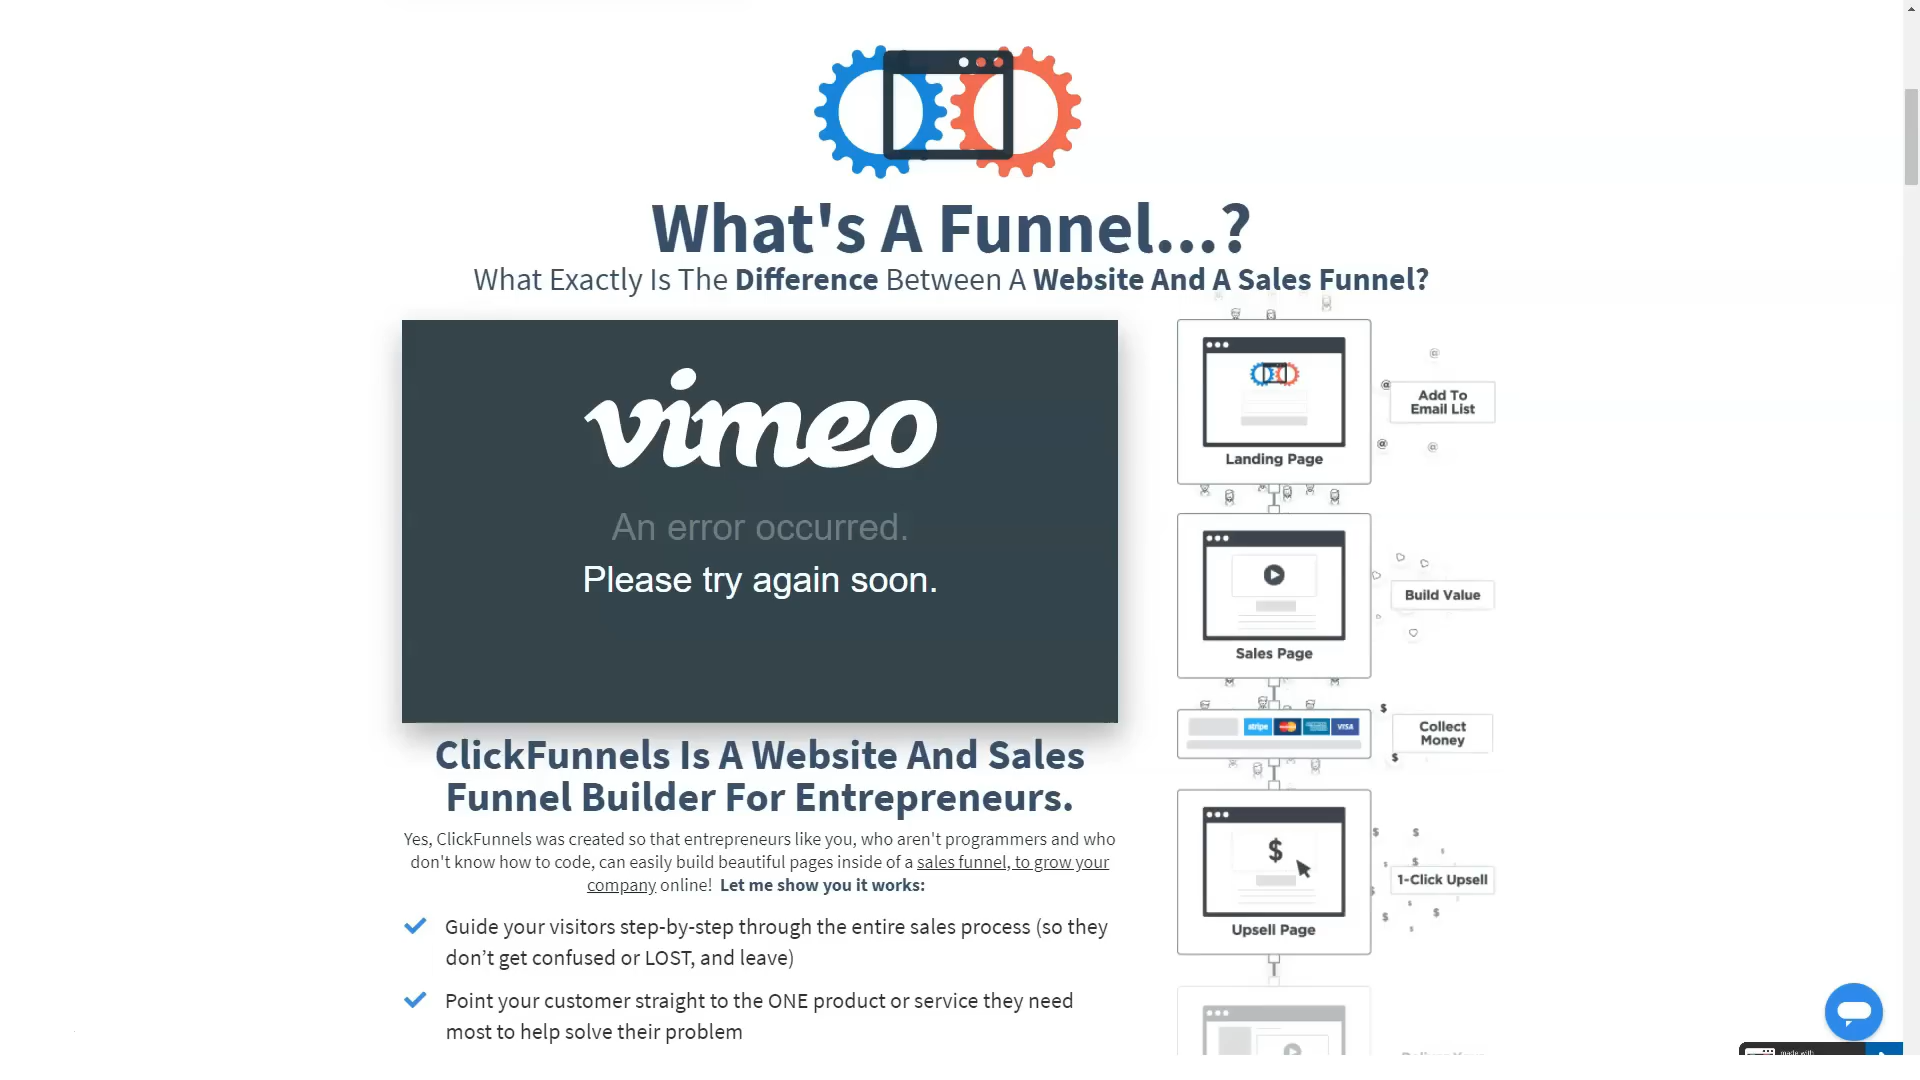 What's A Funnel...?
What Exactly Is The Difference Between A Website And A Sales Funnel?
vimeo
An error occurred.
Please try again soon.
ClickFunnels Is A Website And Sales
Funnel Builder For Entrepreneurs.
Yes, ClickFunnels was created so that entrepreneurs like you, who aren't programmers and who
don't know how to code, can easily build beautiful pages inside of a sales funnel, to grow your
company online! Let me show you it works:
Guide your visitors step-by-step through the entire sales process (so they
don’t get confused or LOST, and leave)
Point your customer straight to the ONE product or service they need
most to help solve their problem
Landing Page
Add To
Email List
Sales Page
Build Value
stripe
VISA
Collect
Money
$
Upsell Page
1-Click Upsell
made with